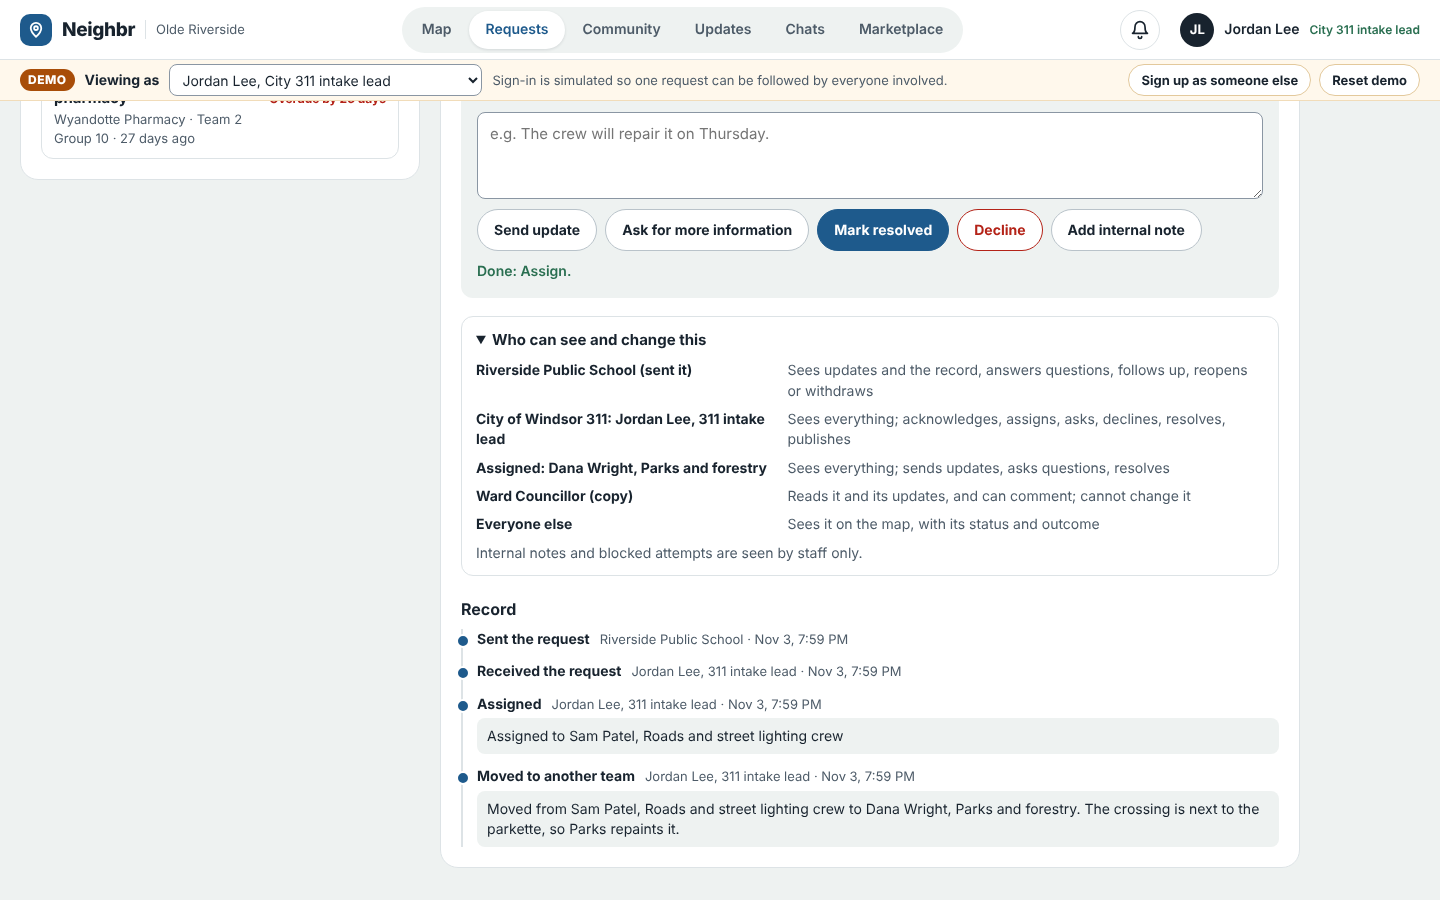 Neighbr
Olde Riverside
Map
Requests
Community
Updates
Chats
Marketplace
JL
Jordan Lee
City 311 intake lead
DEMO
Viewing as
Jordan Lee, City 311 intake lead
Sign-in is simulated so one request can be followed by everyone involved.
Sign up as someone else
Reset demo
pharmacy
Wyandotte Pharmacy · Team 2
Group 10 · 27 days ago
e.g. The crew will repair it on Thursday.
Send update
Ask for more information
Mark resolved
Decline
Add internal note
Done: Assign.
▼ Who can see and change this
Riverside Public School (sent it)
Sees updates and the record, answers questions, follows up, reopens
or withdraws
City of Windsor 311: Jordan Lee, 311 intake
lead
Sees everything; acknowledges, assigns, asks, declines, resolves,
publishes
Assigned: Dana Wright, Parks and forestry
Sees everything; sends updates, asks questions, resolves
Ward Councillor (copy)
Reads it and its updates, and can comment; cannot change it
Everyone else
Sees it on the map, with its status and outcome
Internal notes and blocked attempts are seen by staff only.
Record
Sent the request Riverside Public School · Nov 3, 7:59 PM
Received the request Jordan Lee, 311 intake lead · Nov 3, 7:59 PM
Assigned Jordan Lee, 311 intake lead · Nov 3, 7:59 PM
Assigned to Sam Patel, Roads and street lighting crew
Moved to another team Jordan Lee, 311 intake lead · Nov 3, 7:59 PM
Moved from Sam Patel, Roads and street lighting crew to Dana Wright, Parks and forestry. The crossing is next to the
parkette, so Parks repaints it.